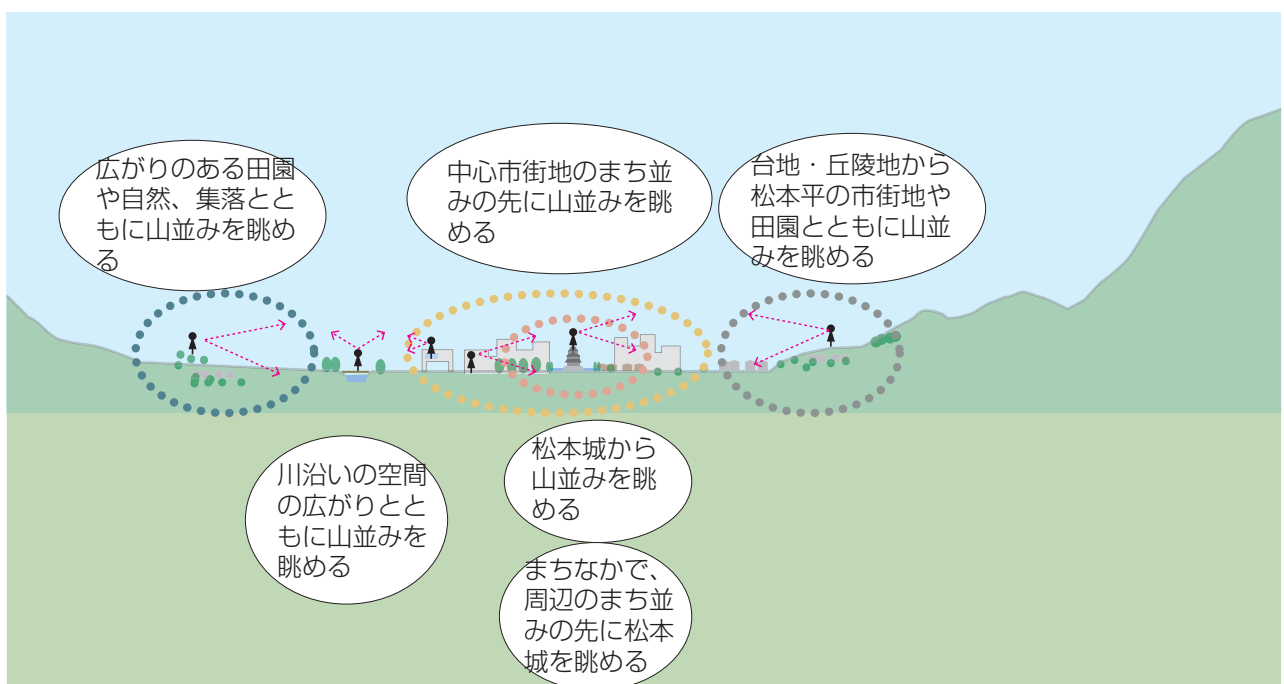 広がりのある田園
や自然、集落とと
もに山並みを眺め
る
中心市街地のまち並
みの先に山並みを眺
める
台地・丘陵地から
松本平の市街地や
田園とともに山並
みを眺める
川沿いの空間
の広がりとと
もに山並みを
眺める
松本城から
山並みを眺
める
まちなかで、
周辺のまち並
みの先に松本
城を眺める